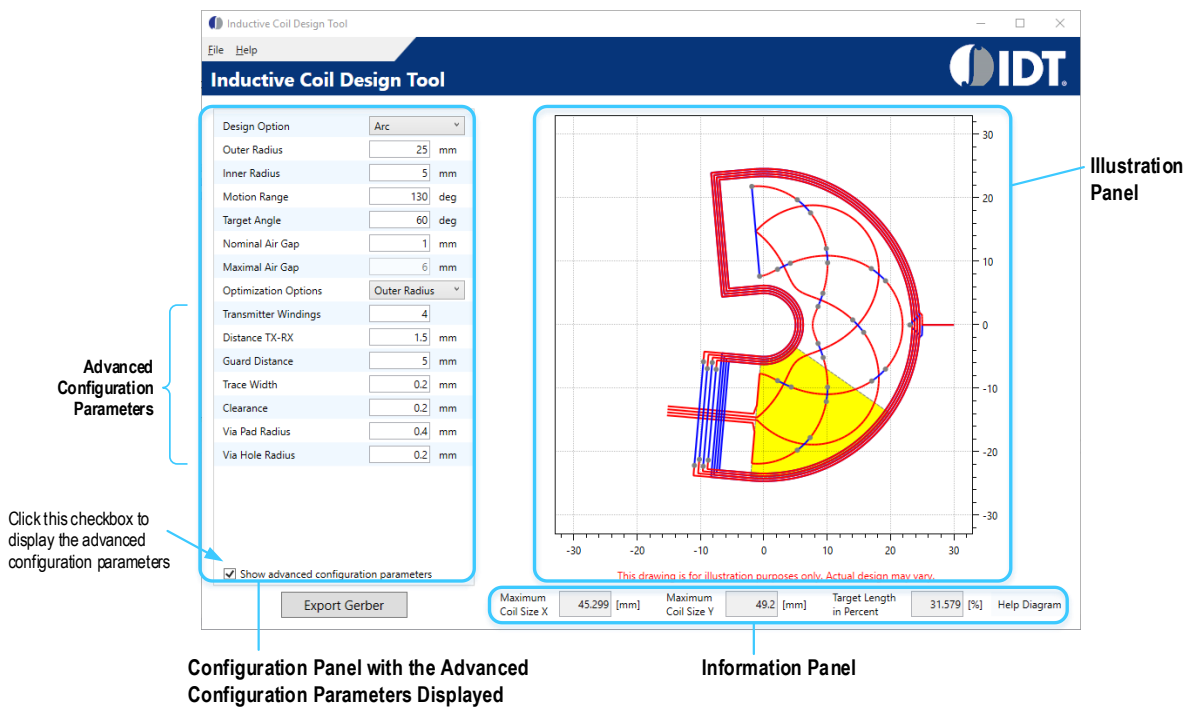 Inductive Coil Design Tool
File Help
Inductive Coil Design Tool
IDT.
Design Option Arc
Outer Radius 25 mm
Inner Radius 5 mm
Motion Range 130 deg
Target Angle 60 deg
Nominal Air Gap 1 mm
Maximal Air Gap 6 mm
Optimization Options Outer Radius
Transmitter Windings 4
Distance TX-RX 1.5 mm
Guard Distance 5 mm
Trace Width 0.2 mm
Clearance 0.2 mm
Via Pad Radius 0.4 mm
Via Hole Radius 0.2 mm
Show advanced configuration parameters
Export Gerber
Advanced
Configuration
Parameters
Click this checkbox to
display the advanced
configuration parameters
30
20
10
0
-10
-20
-30
-30 -20 -10 0 10 20 30
This drawing is for illustration purposes only. Actual design may vary.
Illustration
Panel
Maximum
Coil Size X 45.299 [mm]
Maximum
Coil Size Y 49.2 [mm]
Target Length
in Percent 31.579 [%]
Help Diagram
Configuration Panel with the Advanced
Configuration Parameters Displayed
Information Panel